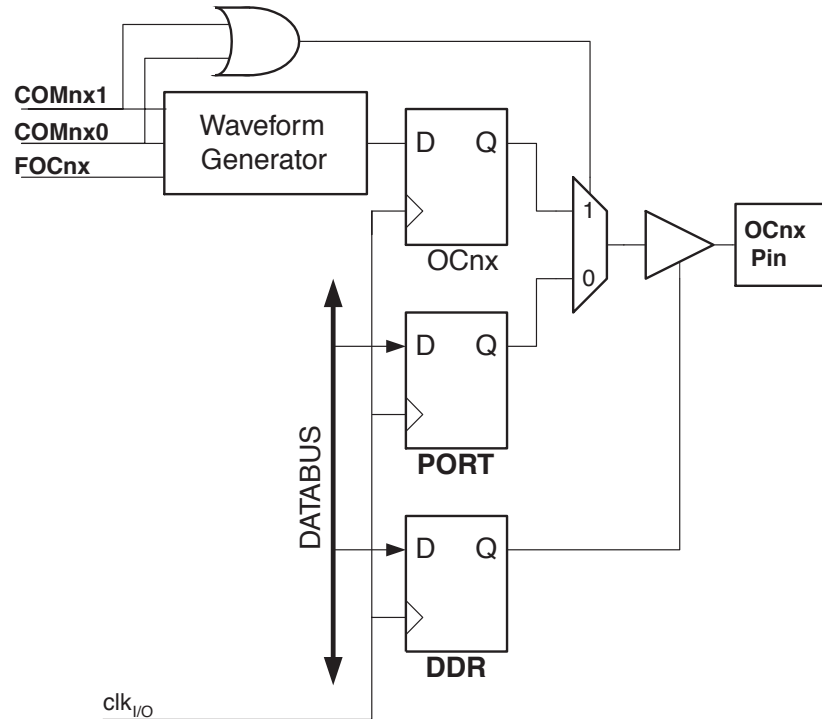 COMnx1
COMnx0
FOCnx
Waveform
Generator
D Q
OCnx
1
0
OCnx
Pin
D Q
PORT
D Q
DDR
DATABUS
clkI/O